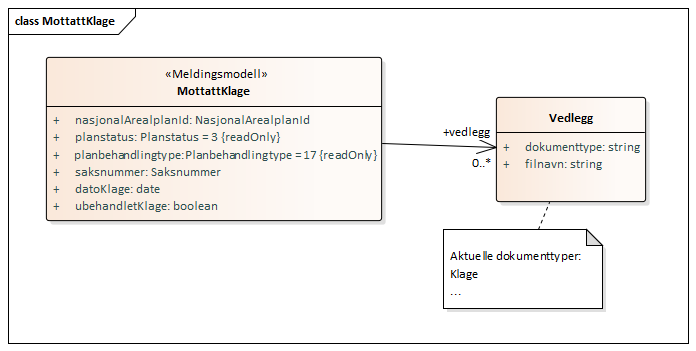 class MottattKlage
«Meldingsmodell»
MottattKlage
+ nasjonalArealplanId: NasjonalArealplanId
+ planstatus: Planstatus = 3 {readOnly}
+ planbehandlingtype:Planbehandlingtype = 17 {readOnly}
+ saksnummer: Saksnummer
+ datoKlage: date
+ ubehandletKlage: boolean
+vedlegg
0..*
Vedlegg
+ dokumenttype: string
+ filnavn: string
Aktuelle dokumenttyper:
Klage
...